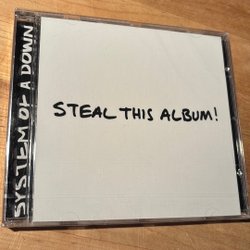 SYSTEM OF A DOWN
STEAL THIS ALBUM!